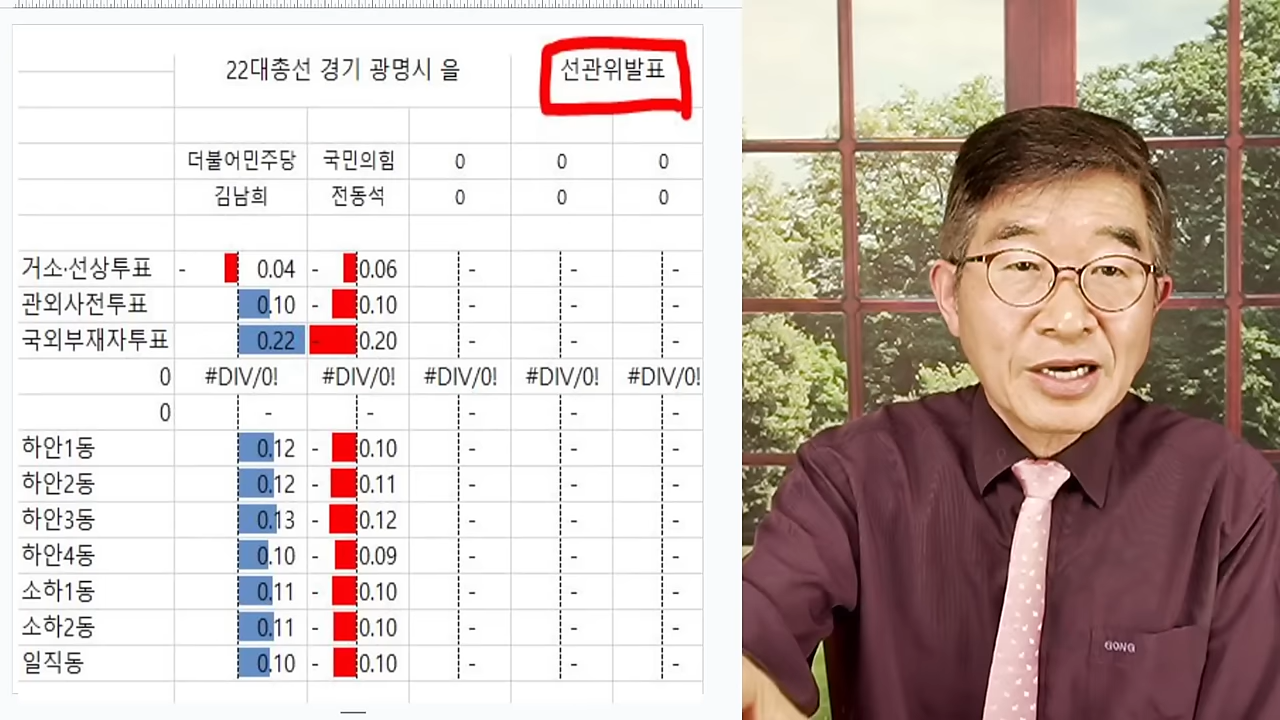 22대총선 경기 광명시 을 선관위발표
더불어민주당 국민의힘 0 0 0
김남희 전동석 0 0 0
거소·선상투표 - 0.04 - 0.06 - - -
관외사전투표 0.10 - 0.10 - - -
국외부재자투표 0.22 - 0.20 - - -
0 #DIV/0! #DIV/0! #DIV/0! #DIV/0! #DIV/0!
0 - - - - -
하안1동 0.12 - 0.10 - - -
하안2동 0.12 - 0.11 - - -
하안3동 0.13 - 0.12 - - -
하안4동 0.10 - 0.09 - - -
소하1동 0.11 - 0.10 - - -
소하2동 0.11 - 0.10 - - -
일직동 0.10 - 0.10 - - -
GONG